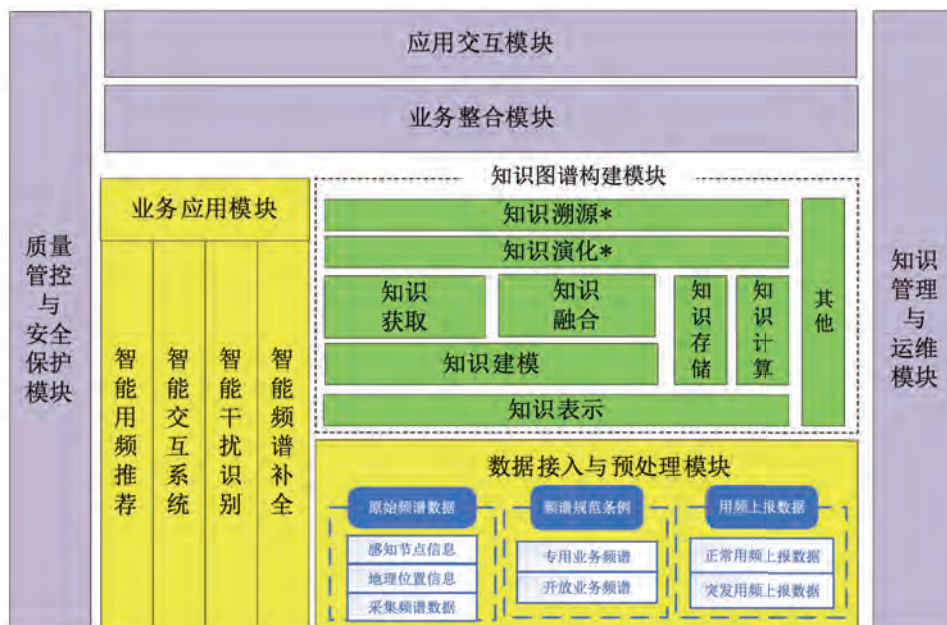 应用交互模块
业务整合模块
质量
管控
与
安全
保护
模块
业务应用模块
智能用频推荐
智能交互系统
智能干扰识别
智能频谱补全
知识图谱构建模块
知识溯源*
知识演化*
知识
获取
知识
融合
知识存储
知识计算
其他
知识建模
知识表示
数据接入与预处理模块
原始频谱数据
感知节点信息
地理位置信息
采集频谱数据
频谱规范条例
专用业务频谱
开放业务频谱
用频上报数据
正常用频上报数据
突发用频上报数据
知识
管理
与
运维
模块